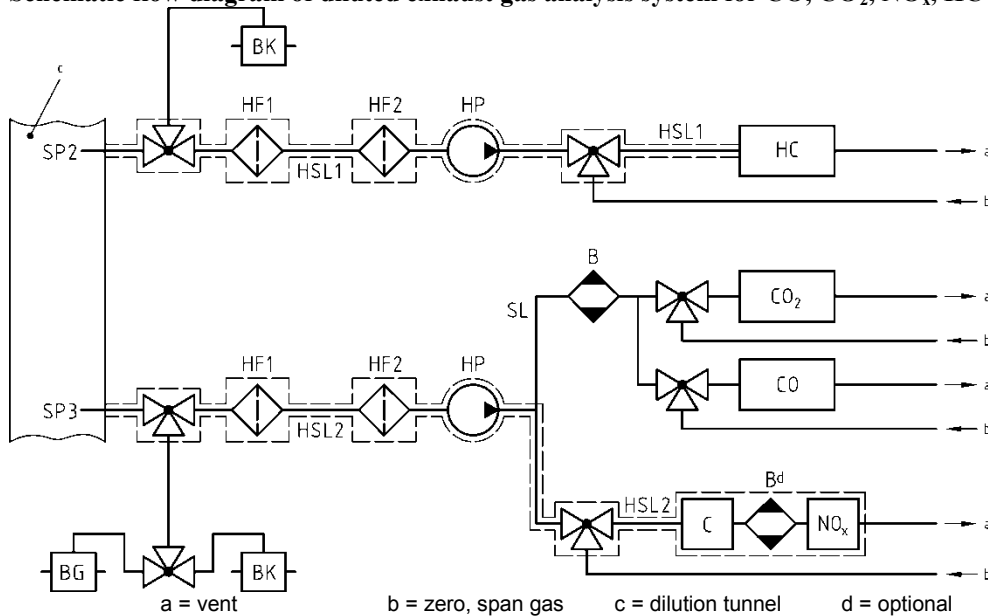 Schematic flow diagram of diluted exhaust gas analysis system for CO, CO₂, NOₓ, HC
BK
c
HF1 HF2 HP
HSL1
SP2 HC a
HSL1
b
B
CO₂ a
SL
b
HF1 HF2 HP
CO a
SP3
HSL2
b
Bᵈ
HSL2
C NOₓ a
BG BK b
a = vent b = zero, span gas c = dilution tunnel d = optional